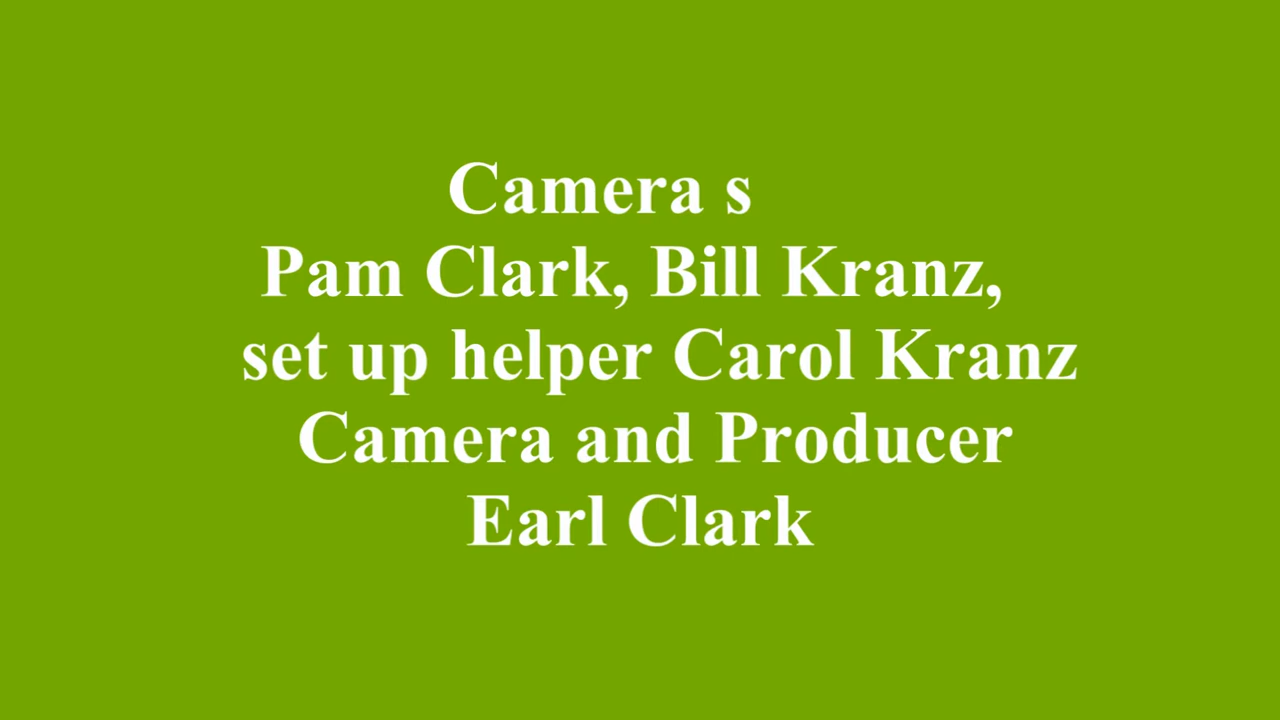 Camera s
Pam Clark, Bill Kranz,
set up helper Carol Kranz
Camera and Producer
Earl Clark